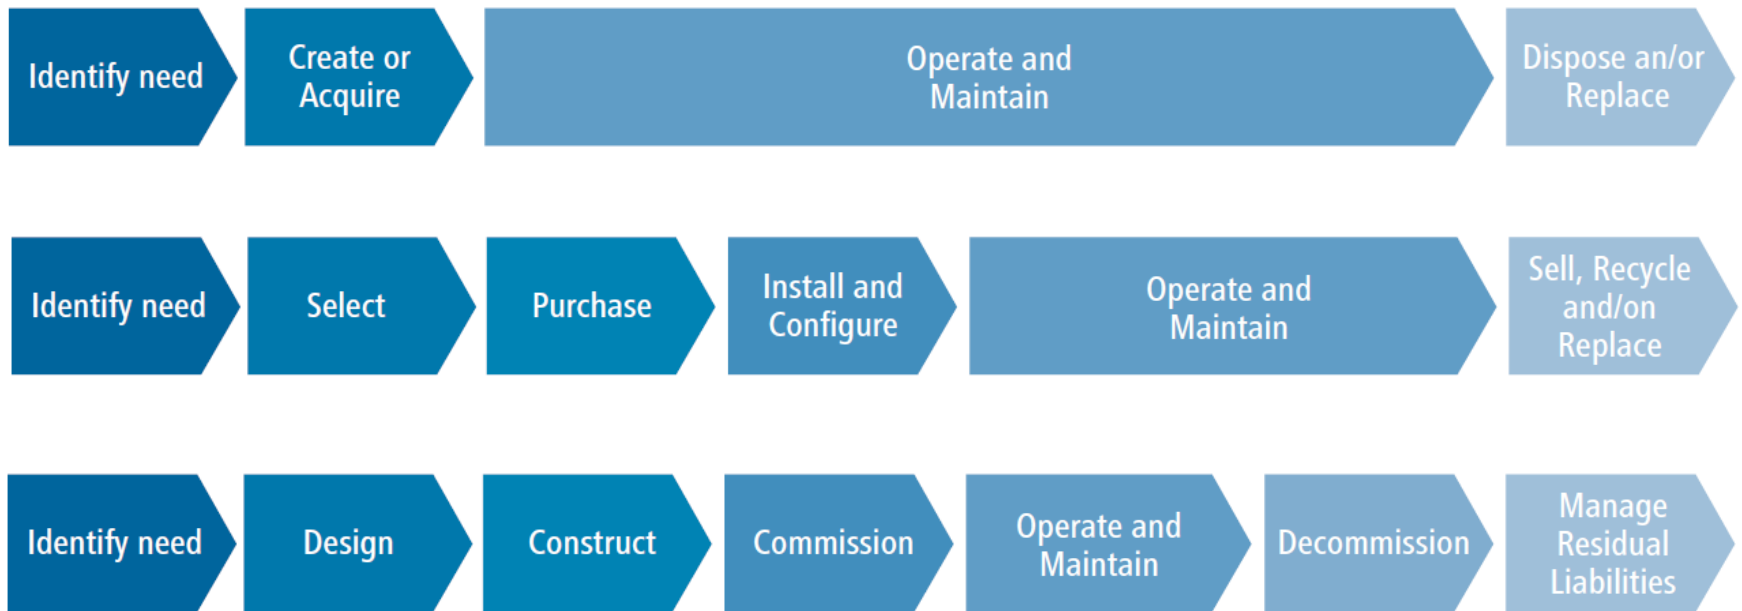 Identify need
Create or
Acquire
Operate and
Maintain
Dispose an/or
Replace
Identify need
Select
Purchase
Install and
Configure
Operate and
Maintain
Sell, Recycle
and/on
Replace
Identify need
Design
Construct
Commission
Operate and
Maintain
Decommission
Manage
Residual
Liabilities